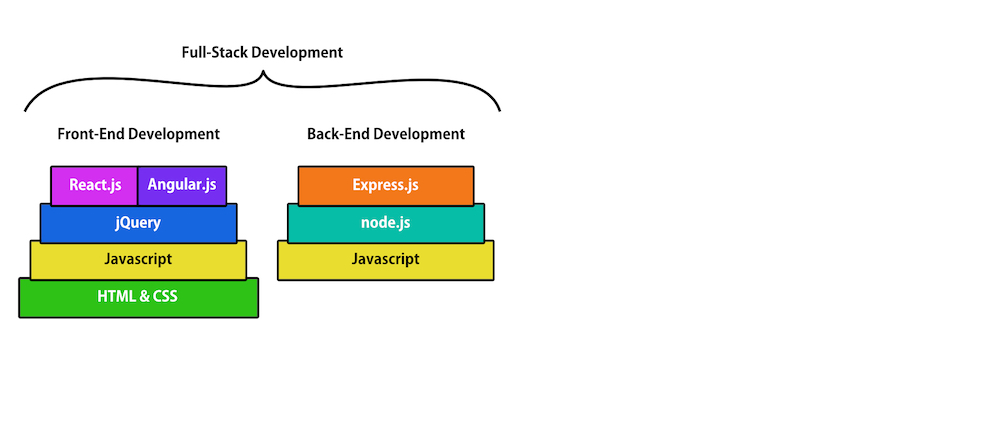 Full-Stack Development
Front-End Development
React.js
Angular.js
jQuery
Javascript
HTML & CSS
Back-End Development
Express.js
node.js
Javascript